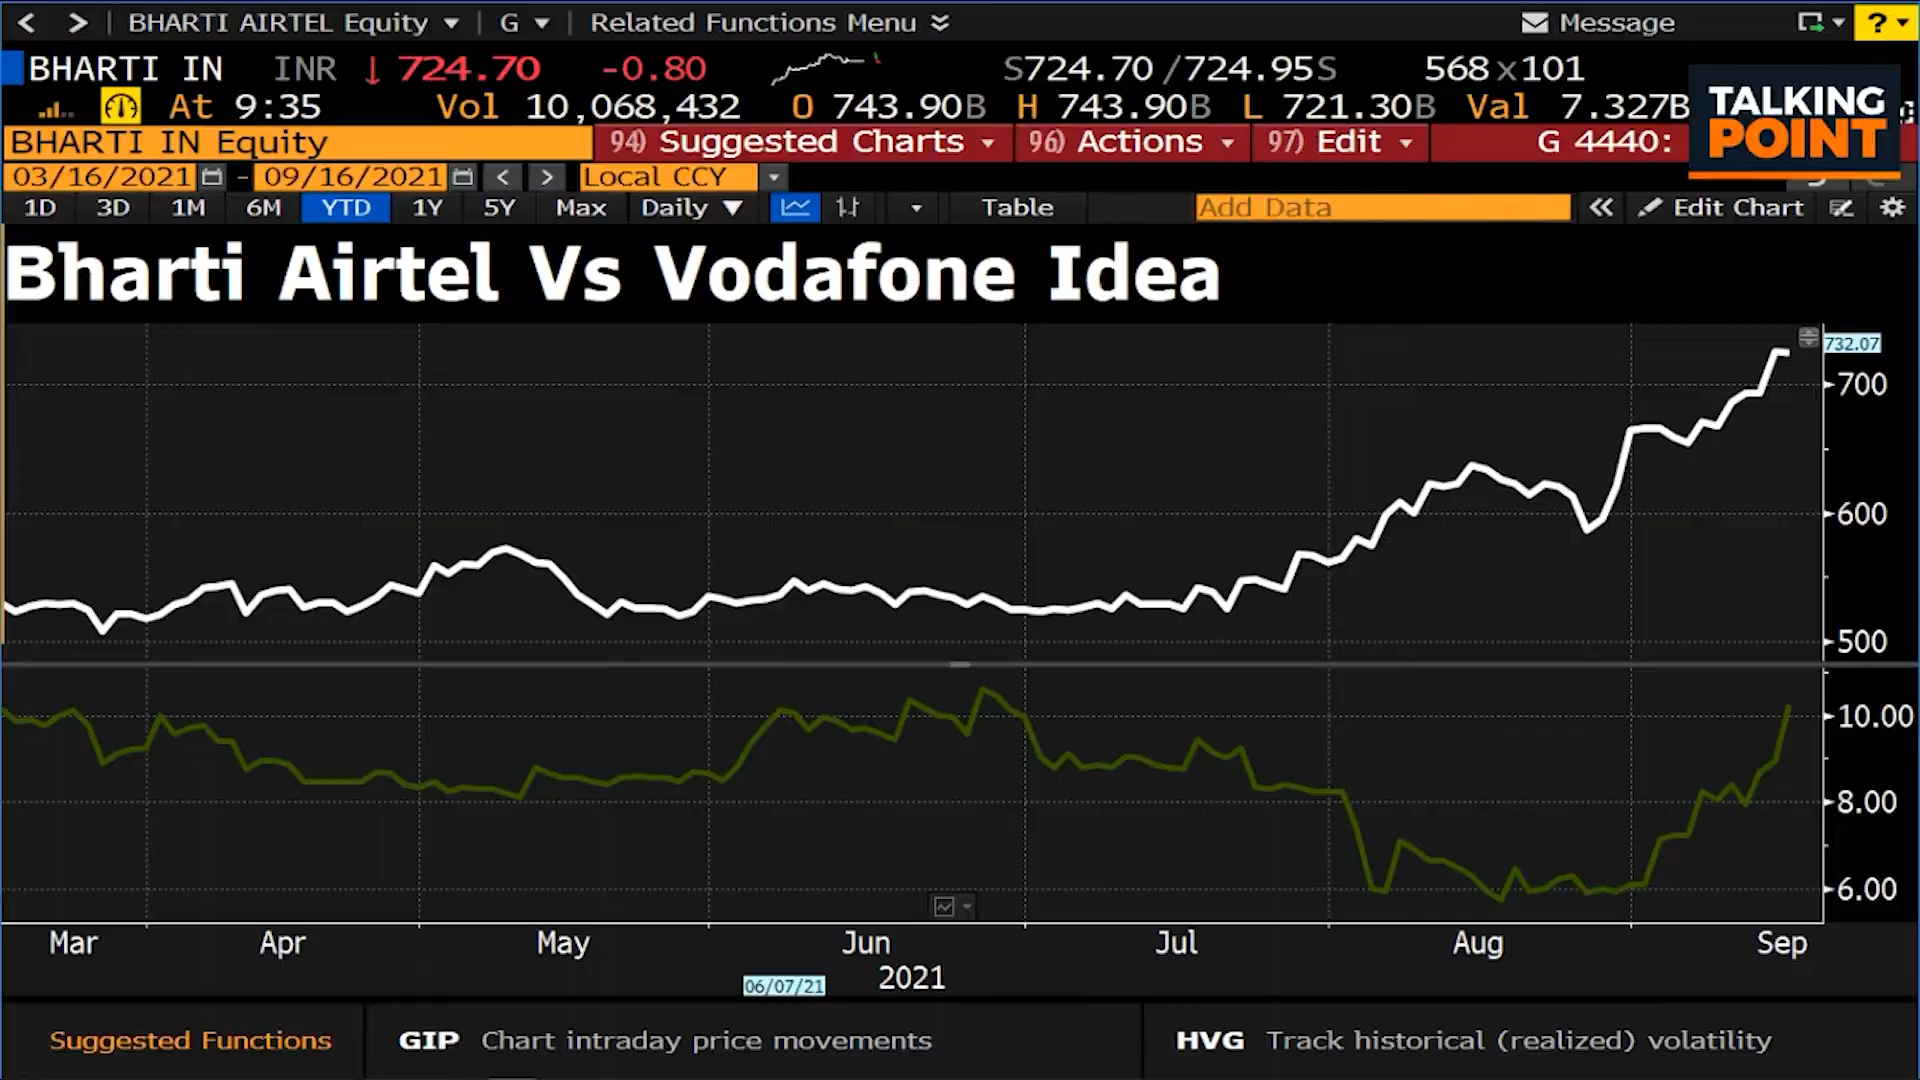 BHARTI AIRTEL Equity G Related Functions Menu Message ?
BHARTI IN INR ↓ 724.70 -0.80 S724.70 /724.95S 568x101
At 9:35 Vol 10,068,432 O 743.90B H 743.90B L 721.30B Val 7.327B
TALKING
POINT
BHARTI IN Equity 94) Suggested Charts 96) Actions 97) Edit G 4440:
03/16/2021 - 09/16/2021 < > Local CCY
1D 3D 1M 6M YTD 1Y 5Y Max Daily ▼ Table Add Data « Edit Chart
Bharti Airtel Vs Vodafone Idea
732.07
700
600
500
10.00
8.00
6.00
Mar Apr May Jun Jul Aug Sep
2021
06/07/21
Suggested Functions GIP Chart intraday price movements HVG Track historical (realized) volatility